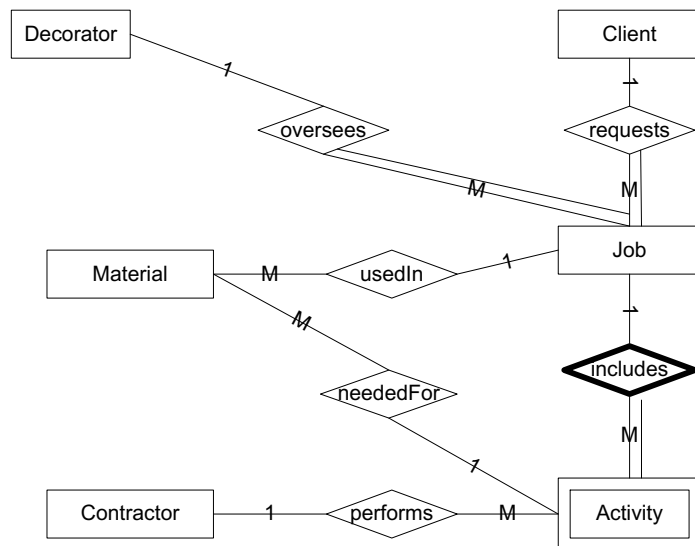 Decorator
Client
1
1
oversees
requests
M
M
Material
M
usedIn
1
Job
M
1
neededFor
includes
1
M
Contractor
1
performs
M
Activity